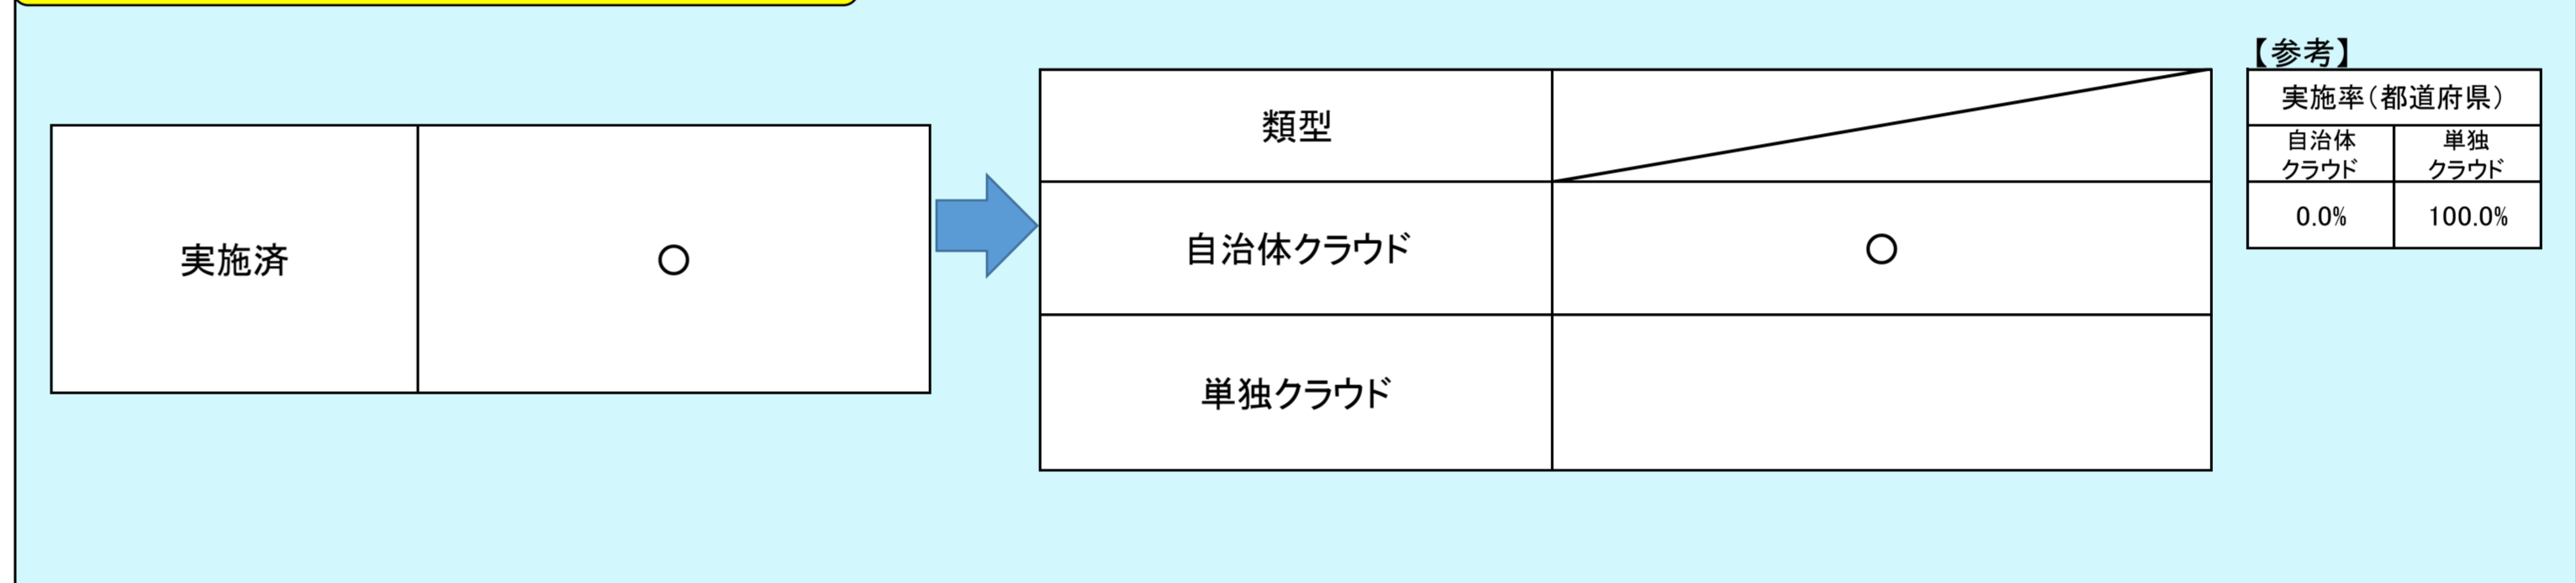 実施済 ○
類型
自治体クラウド ○
単独クラウド
【参考】
実施率（都道府県）
自治体
クラウド
単独
クラウド
0.0% 100.0%